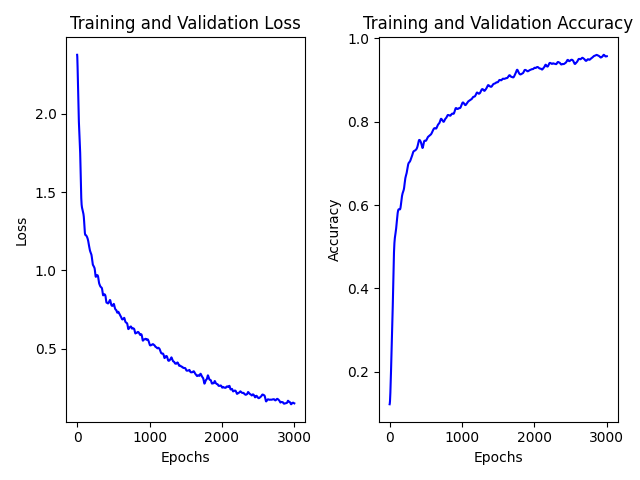 Training and Validation Loss
2.0
1.5
1.0
0.5
Loss
0
1000
2000
3000
Epochs
Training and Validation Accuracy
1.0
0.8
0.6
0.4
0.2
Accuracy
0
1000
2000
3000
Epochs